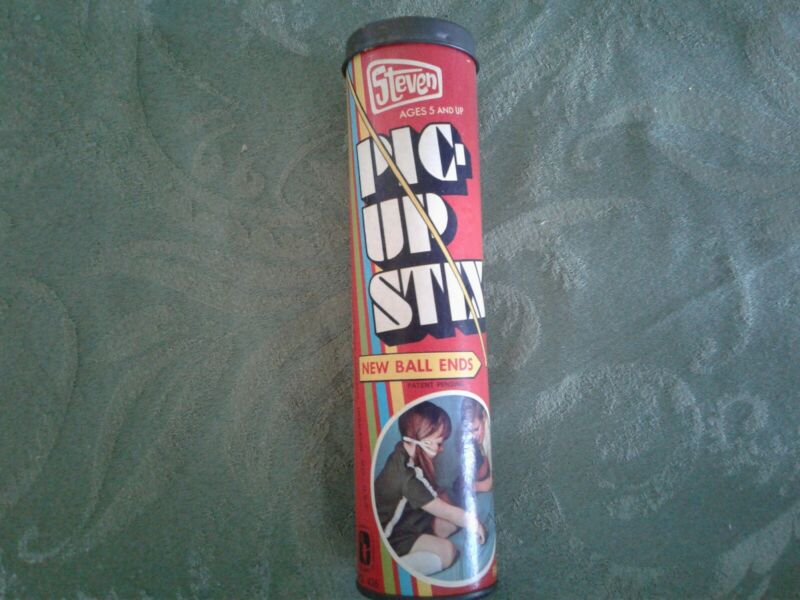 Steven
AGES 5 AND UP
PIC-
UP
STIX
NEW BALL ENDS
PATENT PENDING